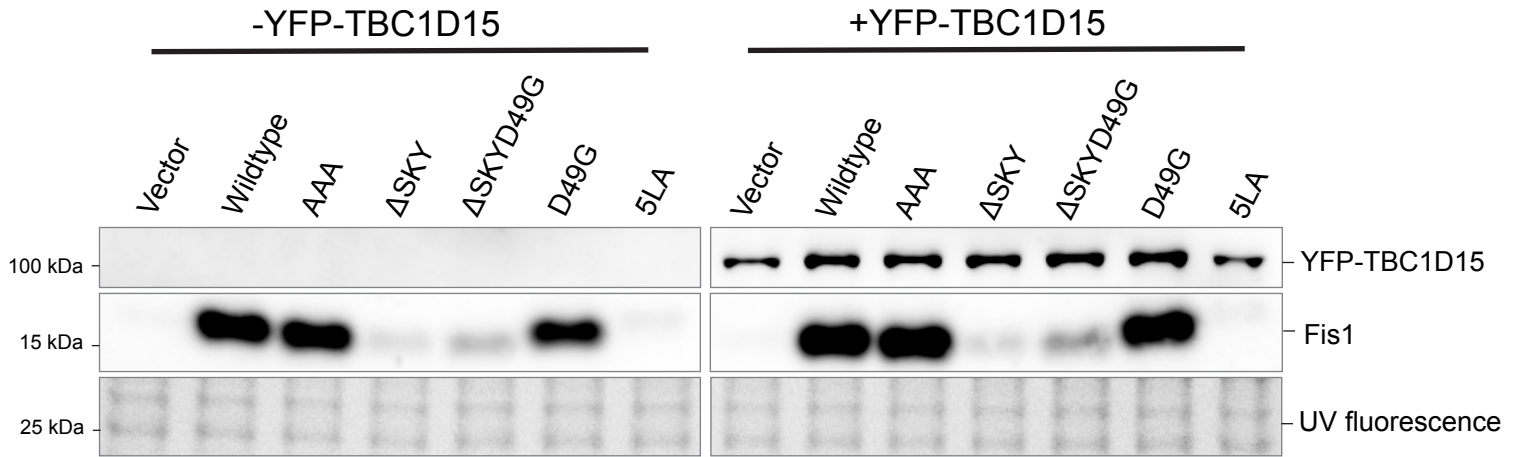 -YFP-TBC1D15 +YFP-TBC1D15
Vector Wildtype AAA ΔSKY ΔSKYD49G D49G 5LA Vector Wildtype AAA ΔSKY ΔSKYD49G D49G 5LA
100 kDa YFP-TBC1D15
15 kDa Fis1
25 kDa UV fluorescence